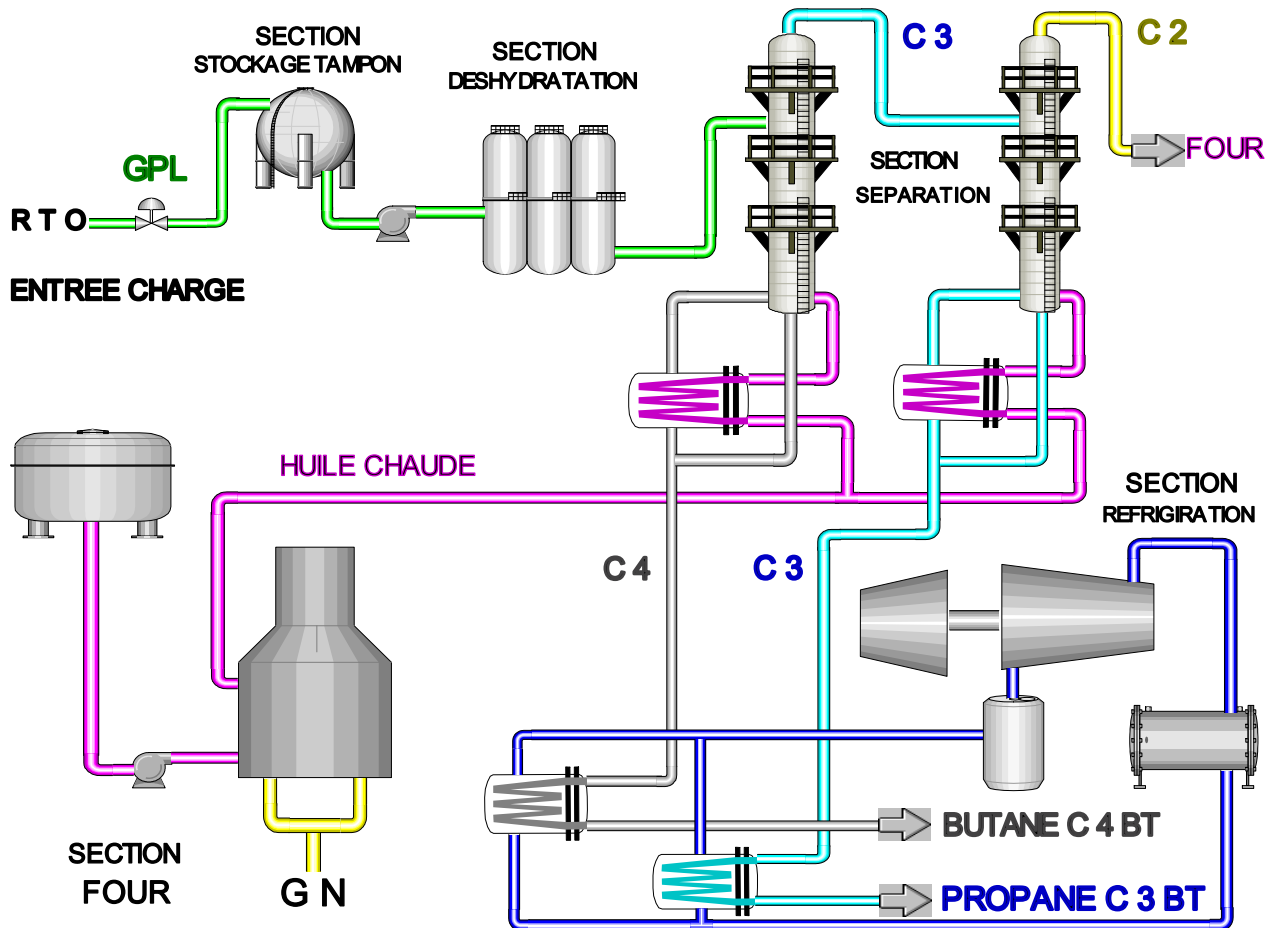 SECTION
STOCKAGE TAMPON
SECTION
DESHYDRATATION
C 3
C 2
GPL
R T O
ENTREE CHARGE
SECTION
SEPARATION
FOUR
HUILE CHAUDE
SECTION
REFRIGIRATION
C 4
C 3
BUTANE C 4 BT
PROPANE C 3 BT
SECTION
FOUR
G N